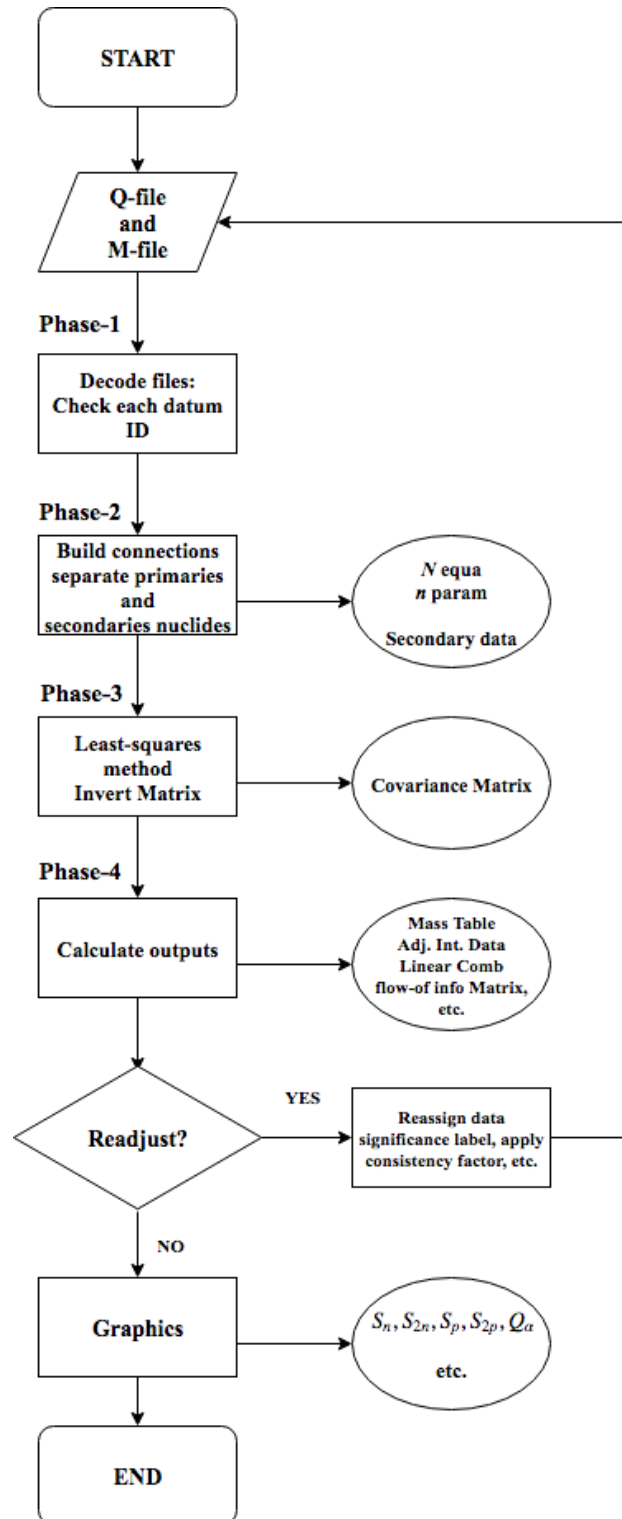 START
Q-file
and
M-file
Phase-1
Decode files:
Check each datum
ID
Phase-2
Build connections
separate primaries
and
secondaries nuclides
N equa
n param
Secondary data
Phase-3
Least-squares
method
Invert Matrix
Covariance Matrix
Phase-4
Calculate outputs
Mass Table
Adj. Int. Data
Linear Comb
flow-of info Matrix,
etc.
Readjust?
YES
Reassign data
significance label, apply
consistency factor, etc.
NO
Graphics
Sₙ, S₂ₙ, Sₚ, S₂ₚ, Qα
etc.
END